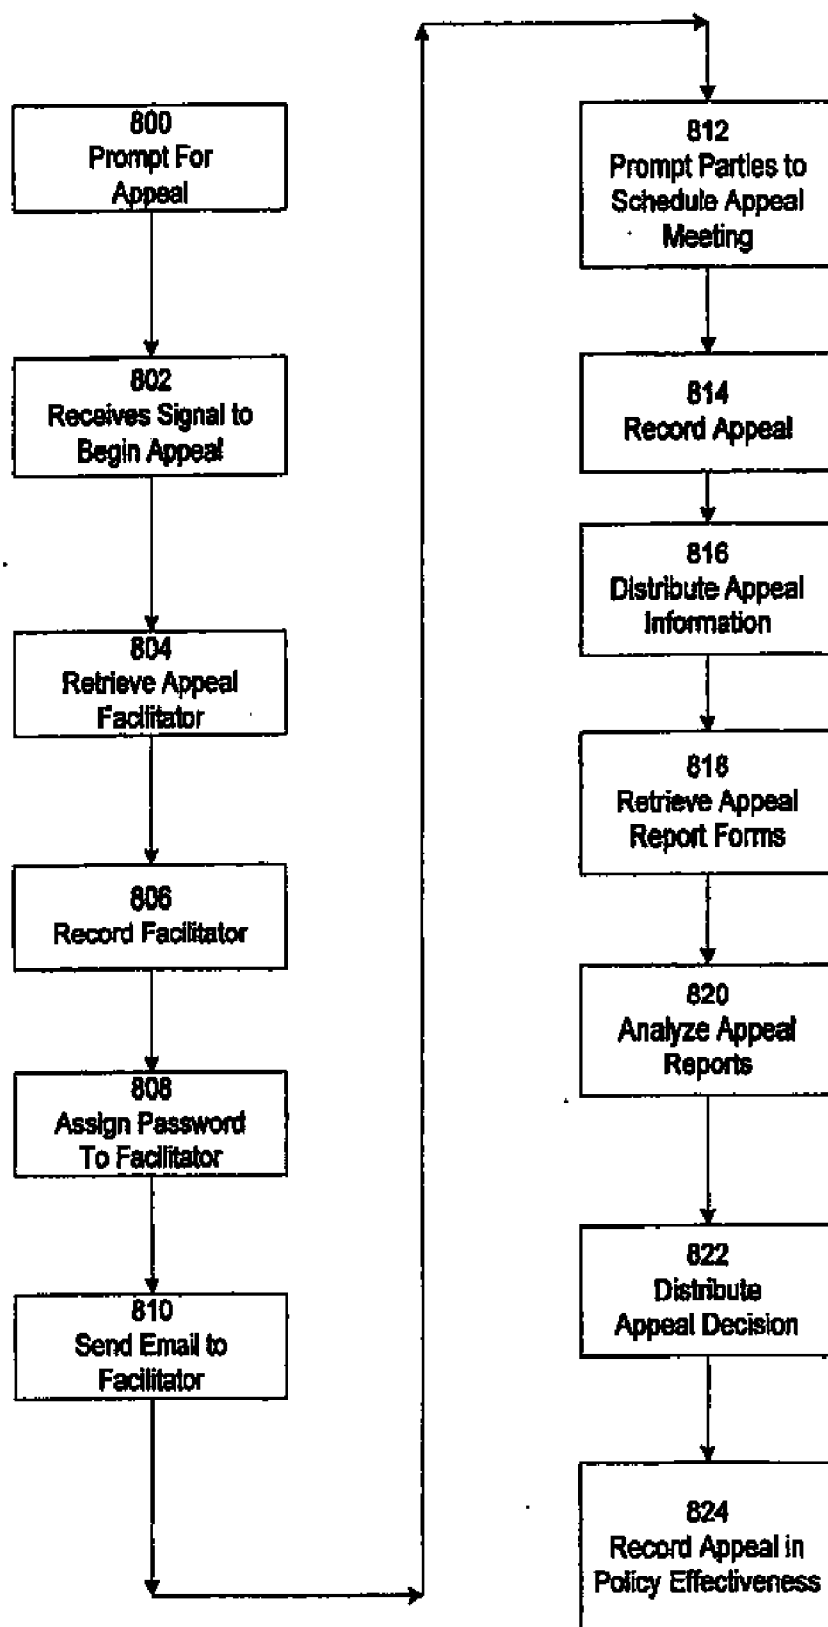 800
Prompt For
Appeal
802
Receives Signal to
Begin Appeal
804
Retrieve Appeal
Facilitator
806
Record Facilitator
808
Assign Password
To Facilitator
810
Send Email to
Facilitator
812
Prompt Parties to
Schedule Appeal
Meeting
814
Record Appeal
816
Distribute Appeal
Information
818
Retrieve Appeal
Report Forms
820
Analyze Appeal
Reports
822
Distribute
Appeal Decision
824
Record Appeal in
Policy Effectiveness